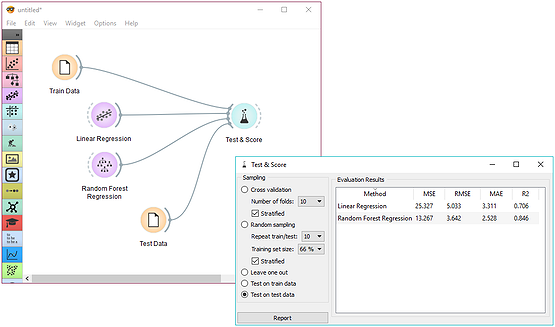 untitled*
File Edit View Widget Options Help
Train Data
Linear Regression
Test & Score
Random Forest
Regression
Test Data
Test & Score
Sampling
Cross validation
Number of folds: 10
Stratified
Random sampling
Repeat train/test: 10
Training set size: 66 %
Stratified
Leave one out
Test on train data
Test on test data
Report
Evaluation Results
Method MSE RMSE MAE R2
Linear Regression 25.327 5.033 3.311 0.706
Random Forest Regression 13.267 3.642 2.528 0.846